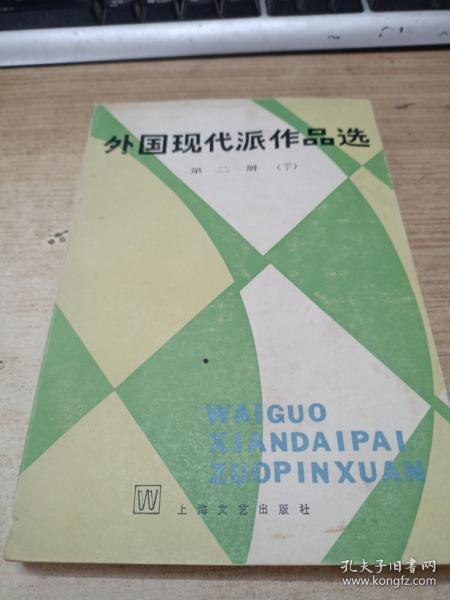 外国现代派作品选
第二册(下)
WAIGUO
XIANDAIPAI
ZUOPINXUAN
上海文艺出版社
孔夫子旧书网
www.kongfz.com